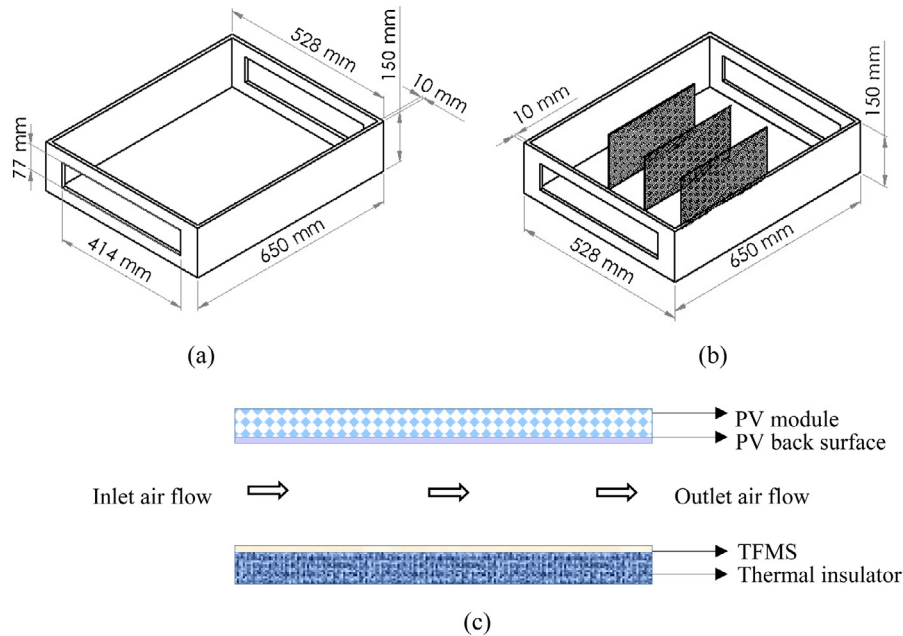 528 mm
150 mm
10 mm
77 mm
414 mm
650 mm
(a)
10 mm
150 mm
528 mm
650 mm
(b)
PV module
PV back surface
Inlet air flow
Outlet air flow
TFMS
Thermal insulator
(c)